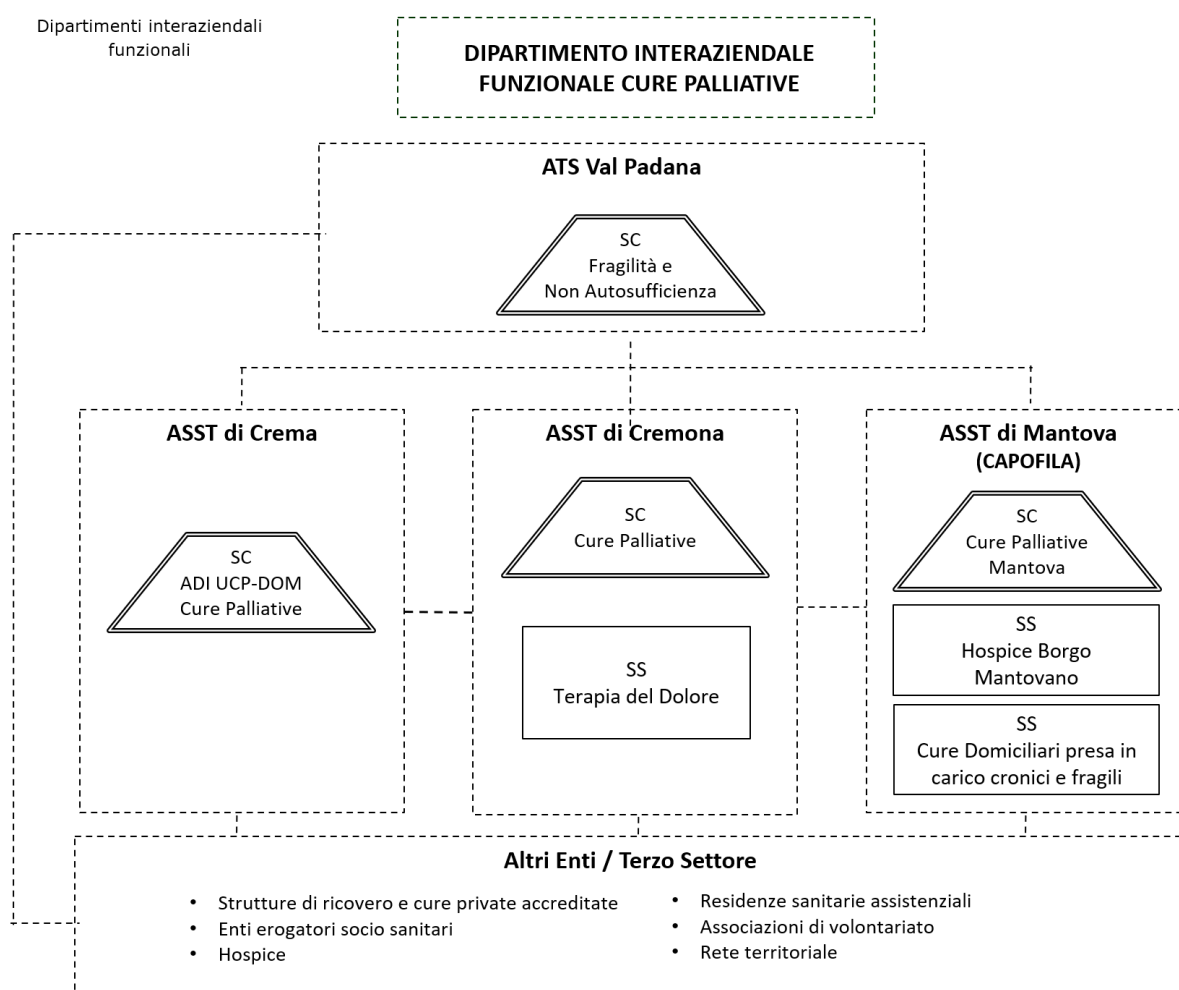 Dipartimenti interaziendali
funzionali
DIPARTIMENTO INTERAZIENDALE
FUNZIONALE CURE PALLIATIVE
ATS Val Padana
SC
Fragilità e
Non Autosufficienza
ASST di Crema
SC
ADI UCP-DOM
Cure Palliative
ASST di Cremona
SC
Cure Palliative
SS
Terapia del Dolore
ASST di Mantova
(CAPOFILA)
SC
Cure Palliative
Mantova
SS
Hospice Borgo
Mantovano
SS
Cure Domiciliari presa in
carico cronici e fragili
Altri Enti / Terzo Settore
• Strutture di ricovero e cure private accreditate
• Enti erogatori socio sanitari
• Hospice
• Residenze sanitarie assistenziali
• Associazioni di volontariato
• Rete territoriale